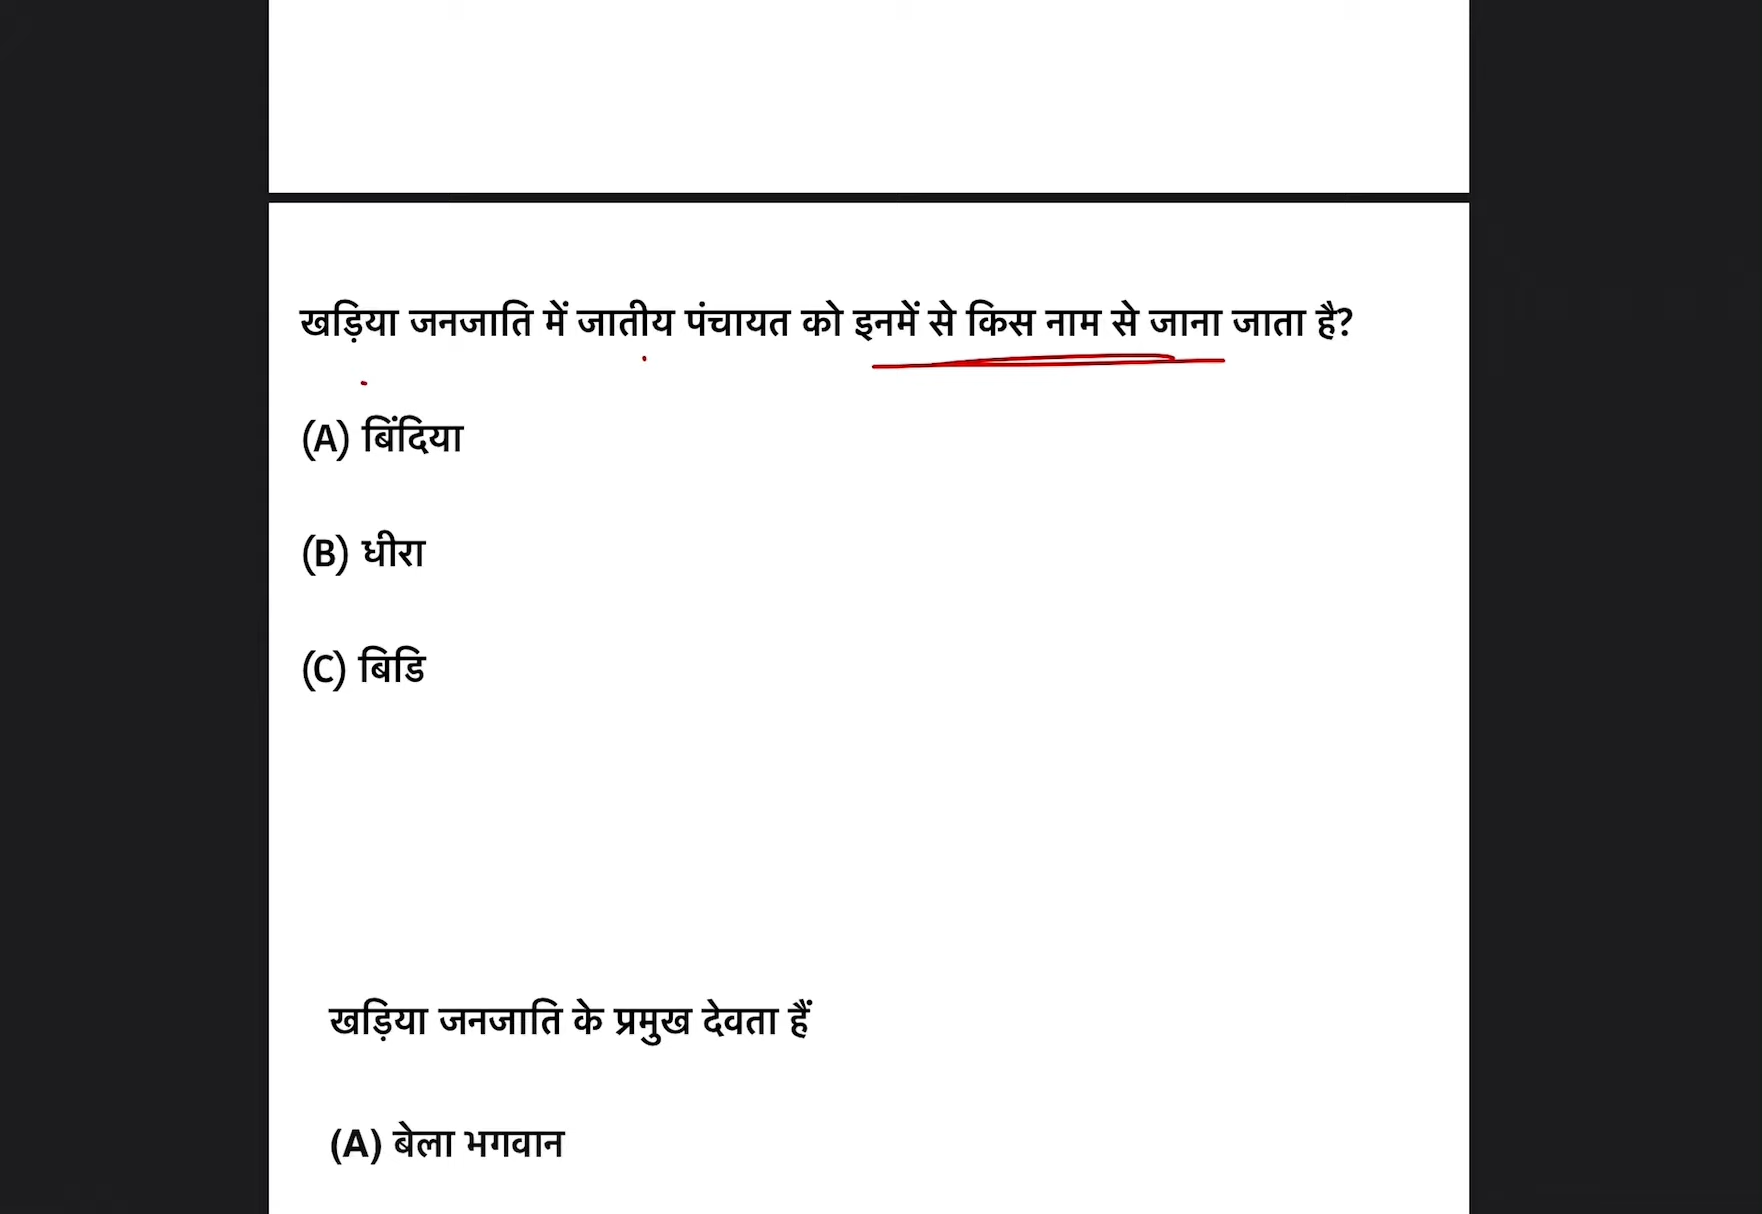 खड़िया जनजाति में जातीय पंचायत को इनमें से किस नाम से जाना जाता है?
(A) बिंदिया
(B) धीरा
(C) बिडि
खड़िया जनजाति के प्रमुख देवता हैं
(A) बेला भगवान